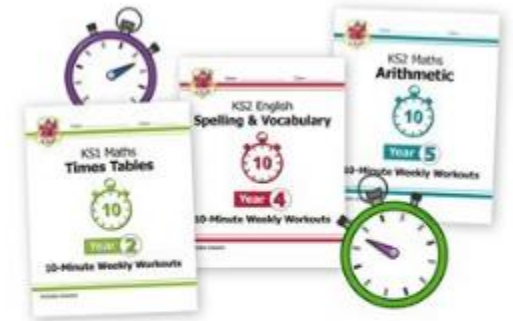 KS1 Maths
Times Tables
10
Year 2
10-Minute Weekly Workouts
KS2 English
Spelling & Vocabulary
10
Year 4
10-Minute Weekly Workouts
KS2 Maths
Arithmetic
10
Year 5
10-Minute Weekly Workouts